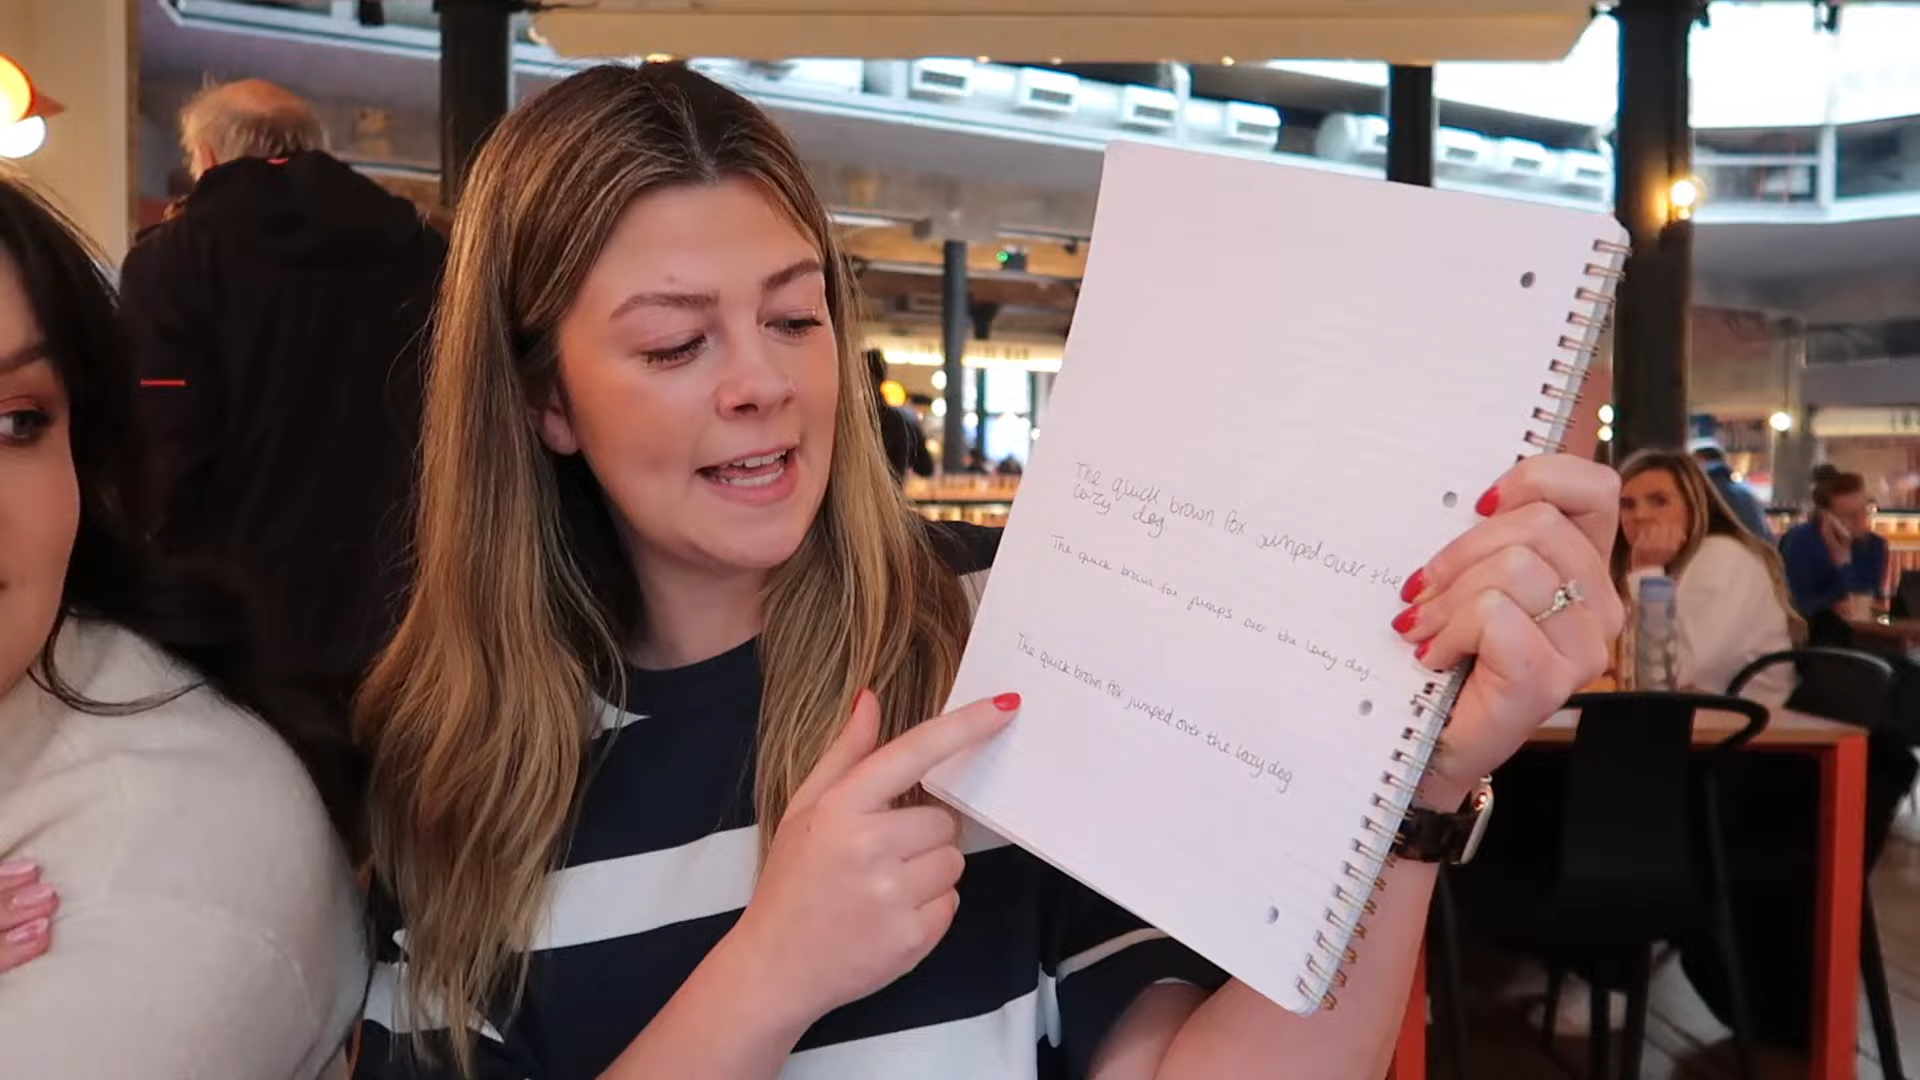 The quick brown fox jumped over the
lazy dog
The quick brown fox jumps over the lazy dog.
The quick brown fox jumped over the lazy dog